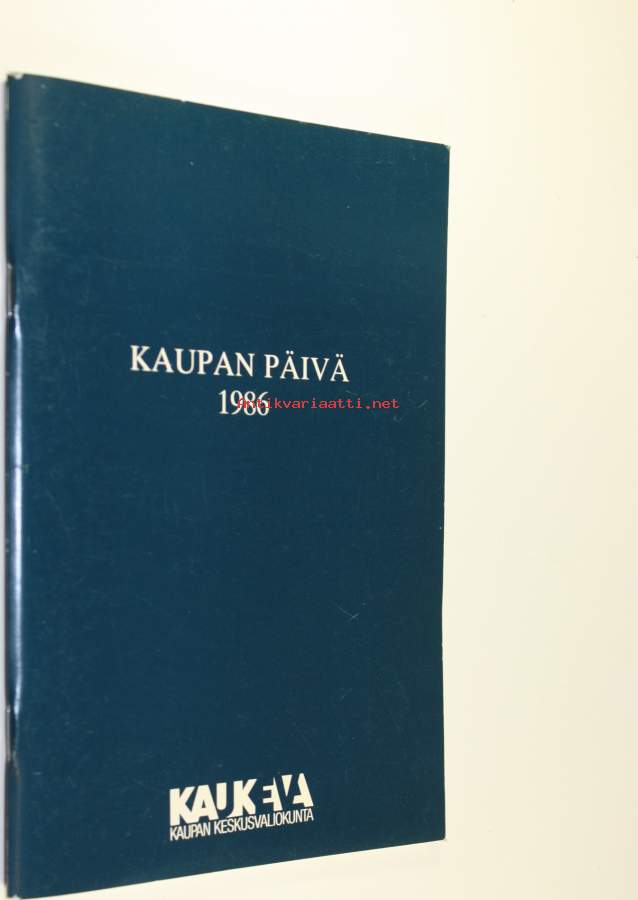 KAUPAN PÄIVÄ
1986
Antikvariaatti.net
KAUKEVA
KAUPAN KESKUSVALIOKUNTA